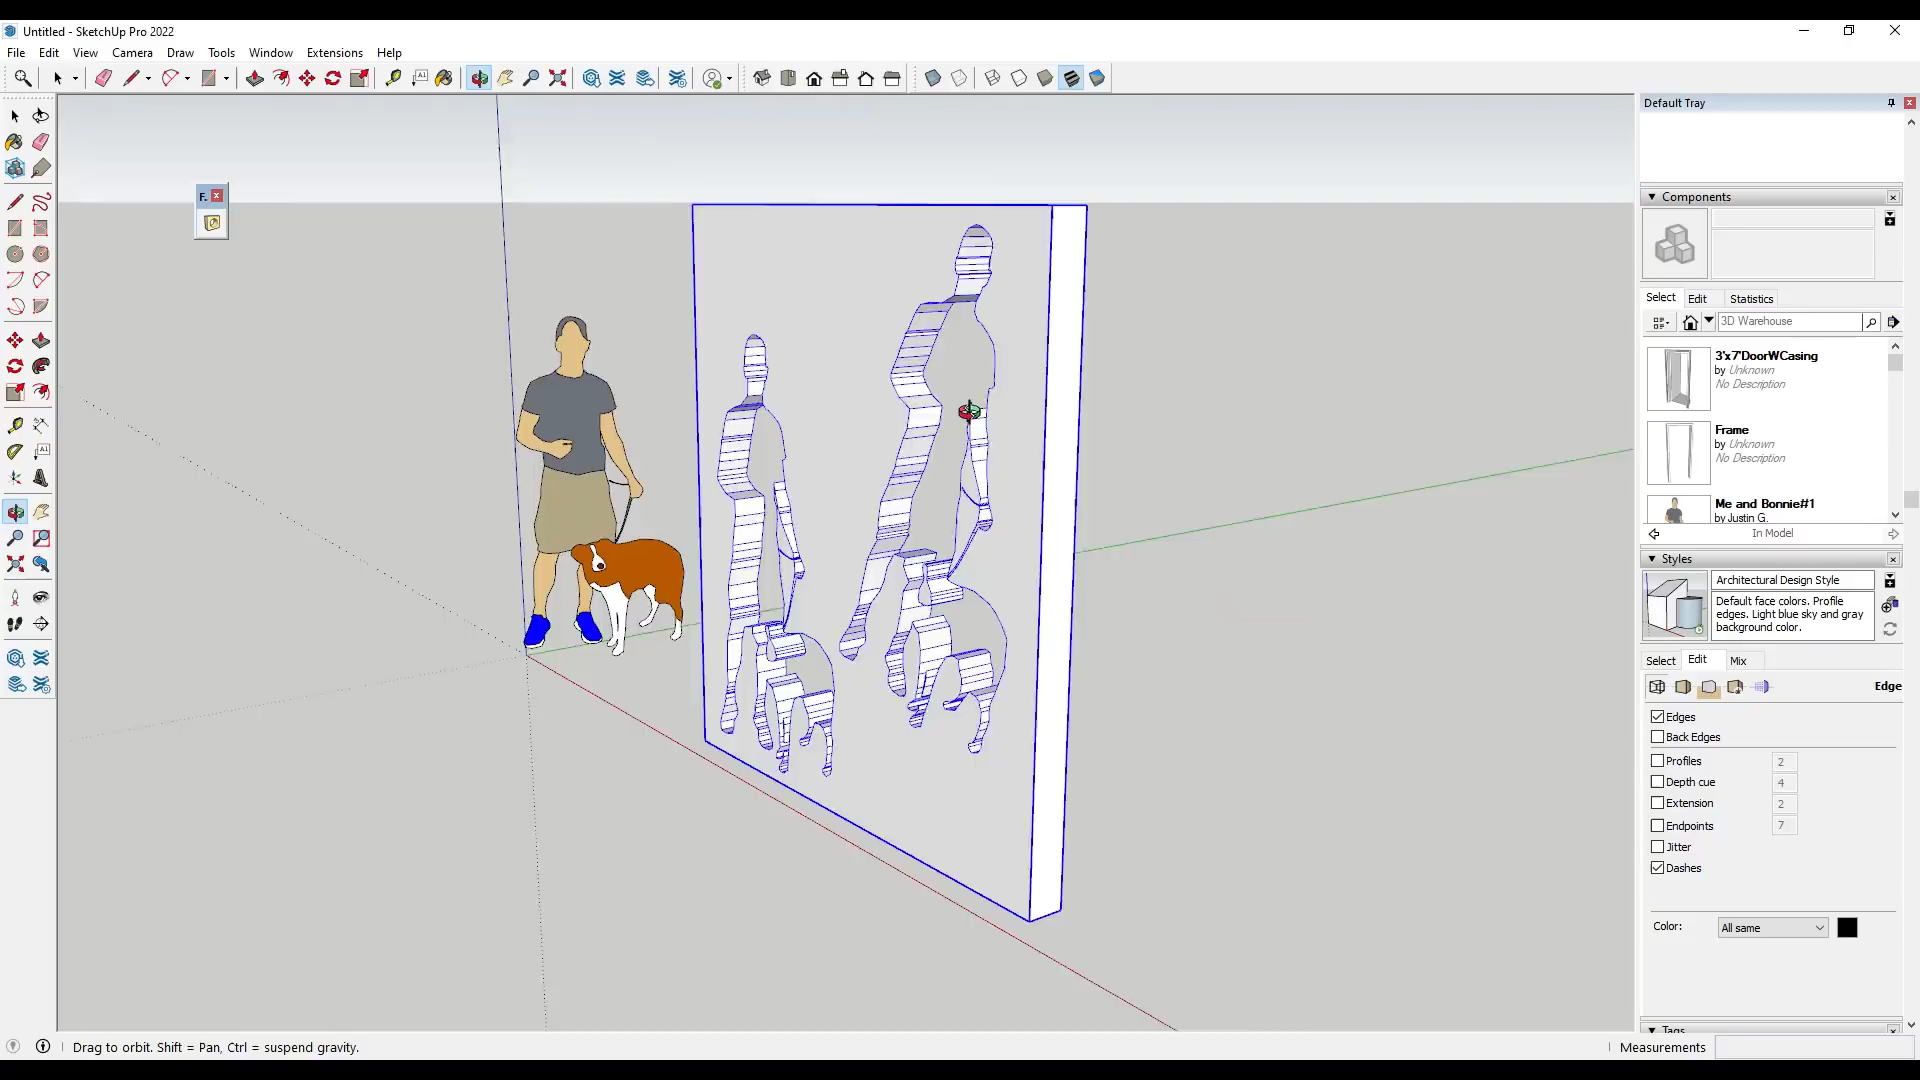 Untitled - SketchUp Pro 2022
File Edit View Camera Draw Tools Window Extensions Help
Default Tray
F.
Components
Select Edit Statistics
3D Warehouse
3'x7'DoorWCasing
by Unknown
No Description
Frame
by Unknown
No Description
Me and Bonnie#1
by Justin G.
In Model
Styles
Architectural Design Style
Default face colors. Profile
edges. Light blue sky and gray
background color.
Select Edit Mix
Edge
Edges
Back Edges
Profiles 2
Depth cue 4
Extension 2
Endpoints 7
Jitter
Dashes
Color: All same
Tags
Drag to orbit. Shift = Pan, Ctrl = suspend gravity.
Measurements